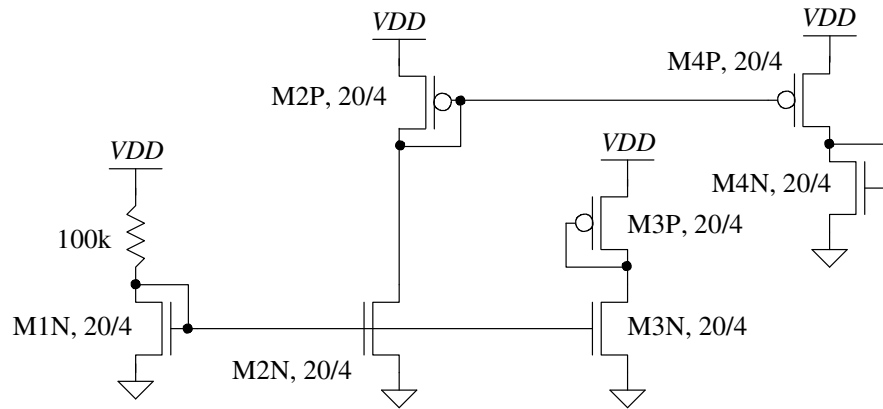 VDD
VDD
M4P, 20/4
M2P, 20/4
VDD
VDD
M4N, 20/4
M3P, 20/4
100k
M1N, 20/4
M3N, 20/4
M2N, 20/4